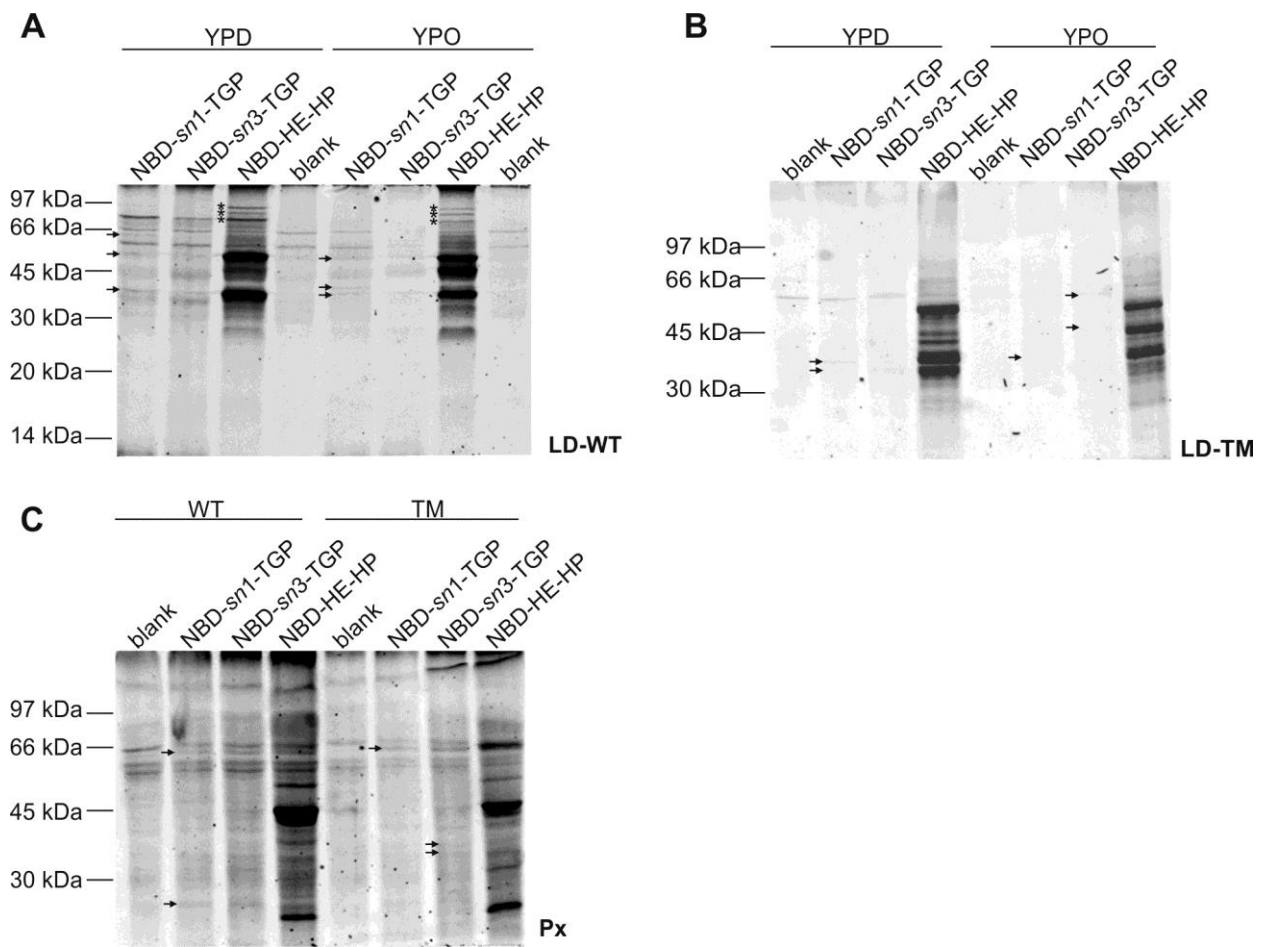 A
YPD YPO
NBD-sn1-TGP NBD-sn3-TGP NBD-HE-HP blank NBD-sn1-TGP NBD-sn3-TGP NBD-HE-HP blank
97 kDa
66 kDa
45 kDa
30 kDa
20 kDa
14 kDa
* * *
* * *
LD-WT
B
YPD YPO
blank NBD-sn1-TGP NBD-sn3-TGP NBD-HE-HP blank NBD-sn1-TGP NBD-sn3-TGP NBD-HE-HP
97 kDa
66 kDa
45 kDa
30 kDa
LD-TM
C
WT TM
blank NBD-sn1-TGP NBD-sn3-TGP NBD-HE-HP blank NBD-sn1-TGP NBD-sn3-TGP NBD-HE-HP
97 kDa
66 kDa
45 kDa
30 kDa
Px